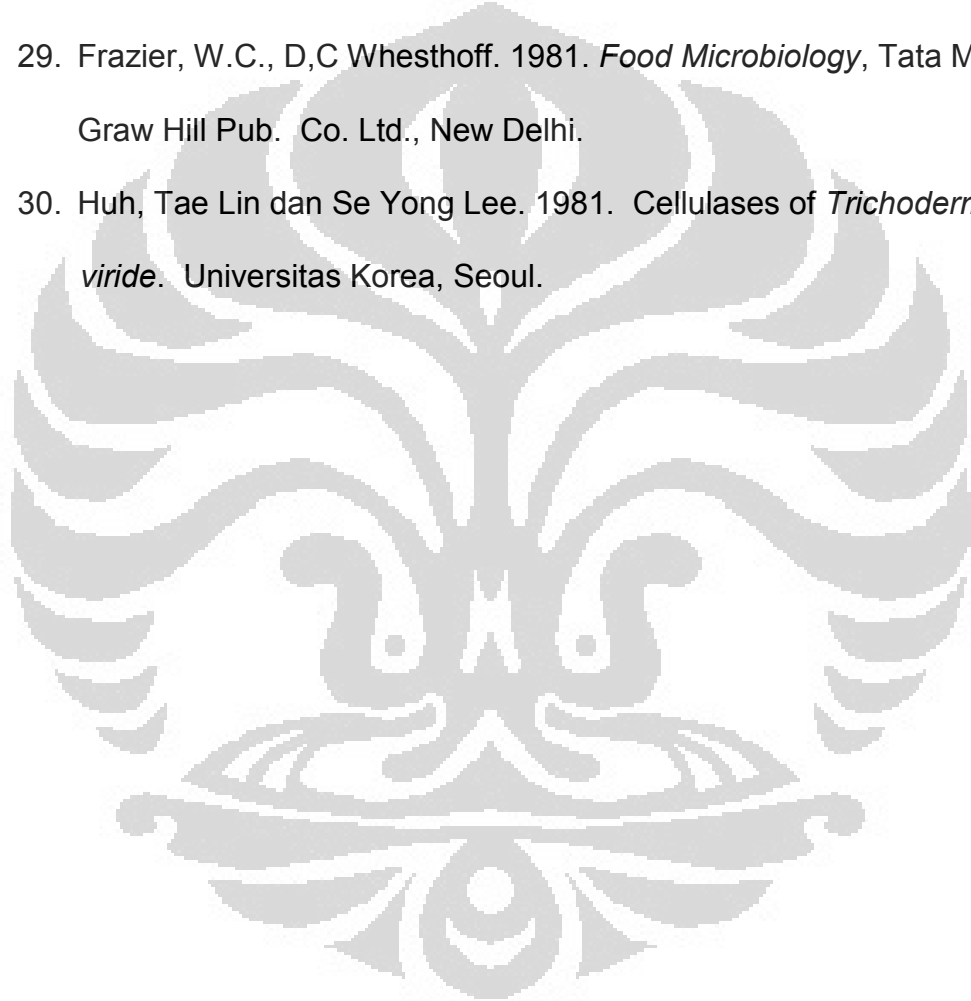 29. Frazier, W.C., D,C Whesthoff. 1981. Food Microbiology, Tata M
Graw Hill Pub. Co. Ltd., New Delhi.
30. Huh, Tae Lin dan Se Yong Lee. 1981. Cellulases of Trichoder
viride. Universitas Korea, Seoul.